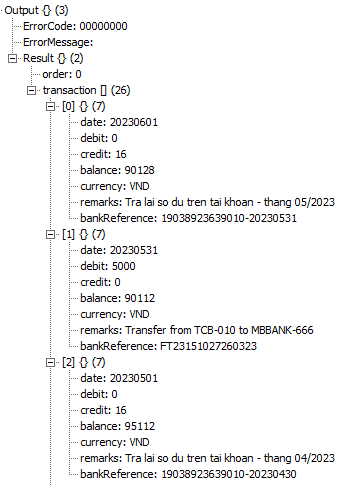 Output {} (3)
ErrorCode: 00000000
ErrorMessage:
Result {} (2)
order: 0
transaction [] (26)
[0] {} (7)
date: 20230601
debit: 0
credit: 16
balance: 90128
currency: VND
remarks: Tra lai so du tren tai khoan - thang 05/2023
bankReference: 19038923639010-20230531
[1] {} (7)
date: 20230531
debit: 5000
credit: 0
balance: 90112
currency: VND
remarks: Transfer from TCB-010 to MBBANK-666
bankReference: FT23151027260323
[2] {} (7)
date: 20230501
debit: 0
credit: 16
balance: 95112
currency: VND
remarks: Tra lai so du tren tai khoan - thang 04/2023
bankReference: 19038923639010-20230430